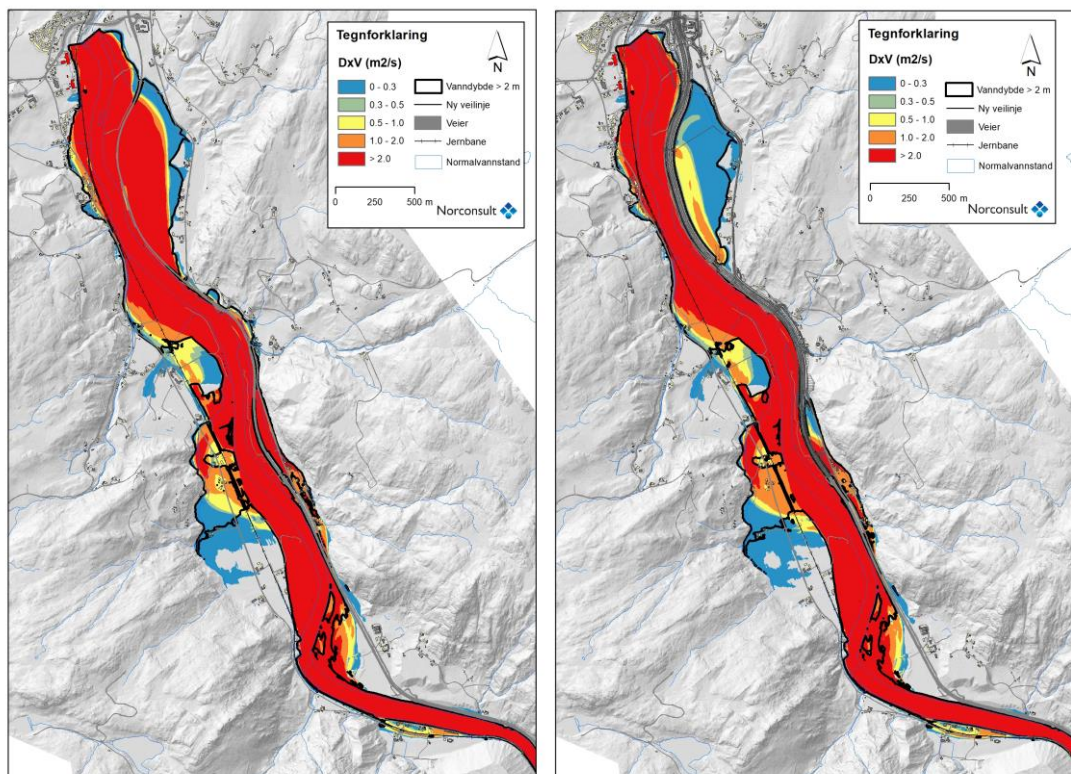 Tegnforklaring
DxV (m2/s)
0 - 0.3
0.3 - 0.5
0.5 - 1.0
1.0 - 2.0
> 2.0
Vanndybde > 2 m
Ny veilinje
Veier
Jernbane
Normalvannstand
N
0 250 500 m
Norconsult
Tegnforklaring
DxV (m2/s)
0 - 0.3
0.3 - 0.5
0.5 - 1.0
1.0 - 2.0
> 2.0
Vanndybde > 2 m
Ny veilinje
Veier
Jernbane
Normalvannstand
N
0 250 500 m
Norconsult